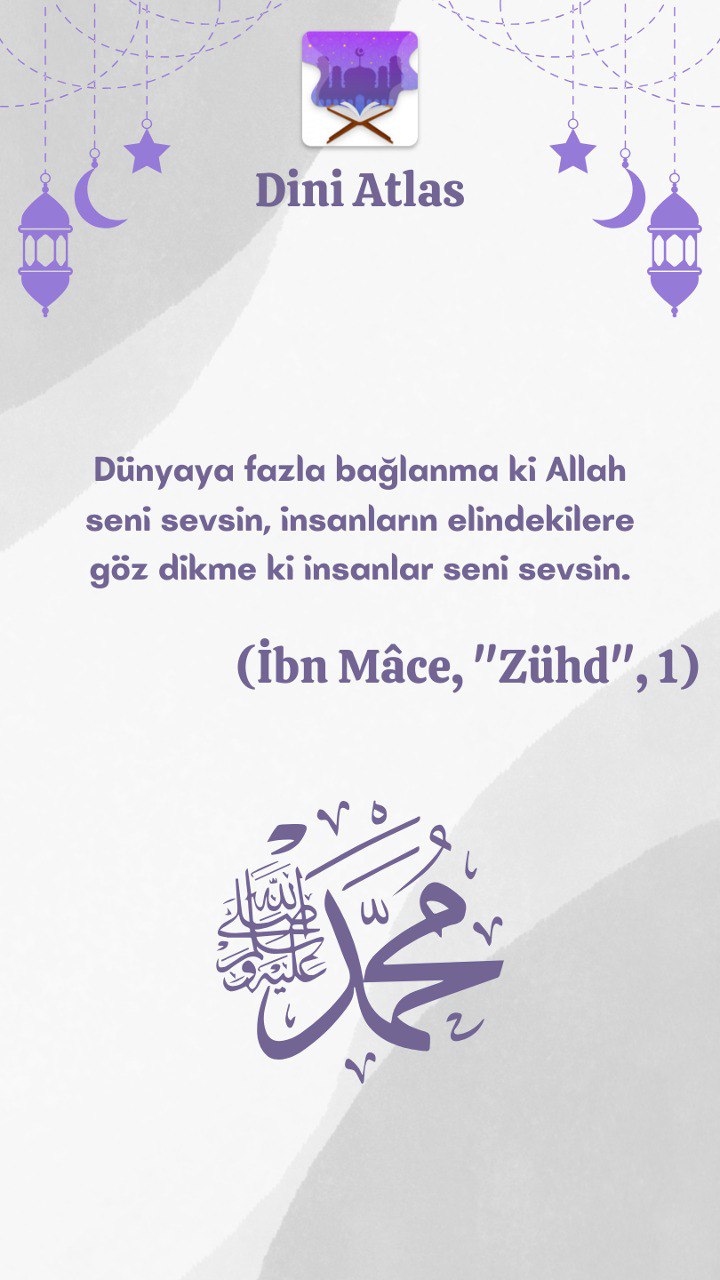 Dini Atlas
Dünyaya fazla bağlanma ki Allah
seni sevsin, insanların elindekilere
göz dikme ki insanlar seni sevsin.
(İbn Mâce, "Zühd", 1)
مُحَمَّد
صلى الله
عليه وسلم